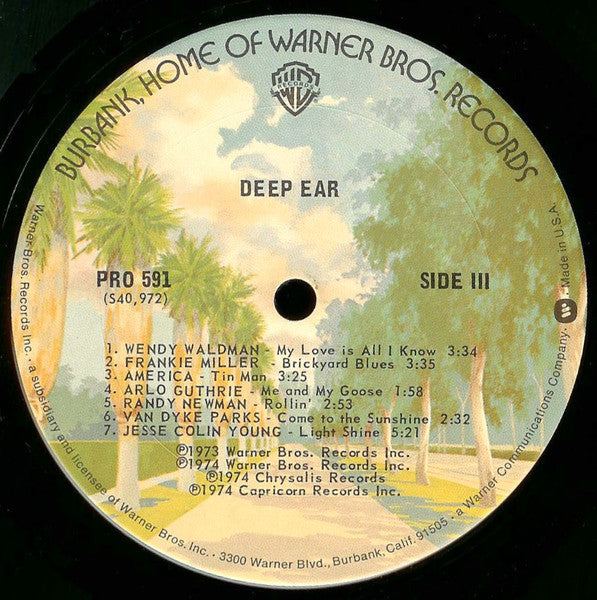 BURBANK, HOME OF WARNER BROS. RECORDS
WB
RECORDS
DEEP EAR
PRO 591
(S40,972)
SIDE III
1. WENDY WALDMAN - My Love is All I Know 3:34
2. FRANKIE MILLER - Brickyard Blues 3:35
3. AMERICA - Tin Man 3:25
4. ARLO GUTHRIE - Me and My Goose 1:58
5. RANDY NEWMAN - Rollin' 2:53
6. VAN DYKE PARKS - Come to the Sunshine 2:32
7. JESSE COLIN YOUNG - Light Shine 5:21
℗1973 Warner Bros. Records Inc.
℗1974 Warner Bros. Records Inc.
℗1974 Chrysalis Records
℗1974 Capricorn Records Inc.
Warner Bros. Records Inc. • a subsidiary and licensee of Warner Bros. Inc. • 3300 Warner Blvd., Burbank, Calif. 91505 • a Warner Communications Company. Made in U.S.A.